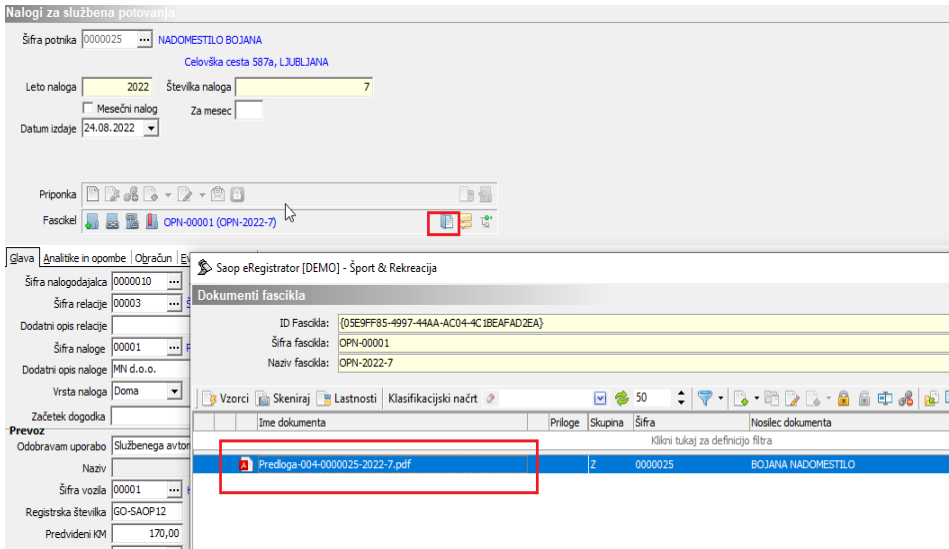 Nalogi za službena potovanja
Šifra potnika 0000025 ... NADOMESTILO BOJANA
Celovška cesta 587a, LJUBLJANA
Leto naloga 2022 Številka naloga 7
Mesečni nalog Za mesec
Datum izdaje 24.08.2022
Priponka
Fascikel OPN-00001 (OPN-2022-7)
Glava Analitike in opombe Obračun
Šifra nalogodajalca 0000010 ...
Šifra relacije 00003 ...
Dodatni opis relacije
Šifra naloge 00001 ...
Dodatni opis naloge MN d.o.o.
Vrsta naloga Doma
Začetek dogodka
Prevoz
Odobravam uporabo Službenega avtom
Naziv
Šifra vozila 00001 ...
Registrska številka GO-SAOP12
Predvideni KM 170,00
Saop eRegistrator [DEMO] - Šport & Rekreacija
Dokumenti fascikla
ID Fascikla: {05E9FF85-4997-44AA-AC04-4C1BEAFAD2EA}
Šifra fascikla: OPN-00001
Naziv fascikla: OPN-2022-7
Vzorci Skeniraj Lastnosti Klasifikacijski načrt 50
Ime dokumenta Priloge Skupina Šifra Nosilec dokumenta
Klikni tukaj za definicijo filtra
Predloga-004-0000025-2022-7.pdf Z 0000025 BOJANA NADOMESTILO